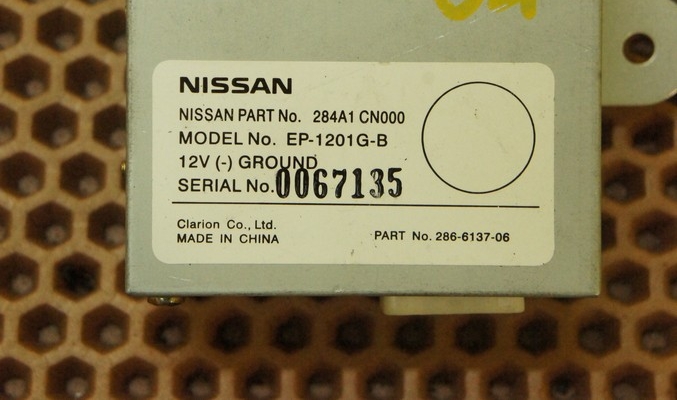 NISSAN
NISSAN PART No. 284A1 CN000
MODEL No. EP-1201G-B
12V (-) GROUND
SERIAL No. 0067135
Clarion Co., Ltd.
MADE IN CHINA
PART No. 286-6137-06